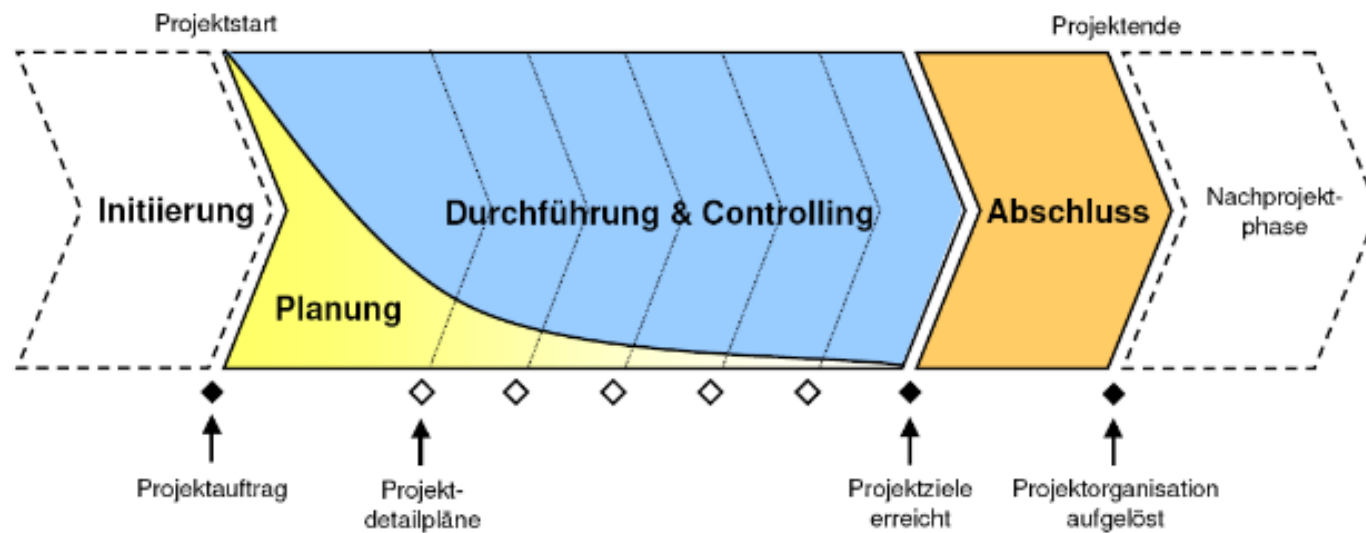 Projektstart
Projektende
Initiierung
Planung
Durchführung & Controlling
Abschluss
Nachprojekt-
phase
Projektauftrag
Projekt-
detailpläne
Projektziele
erreicht
Projektorganisation
aufgelöst